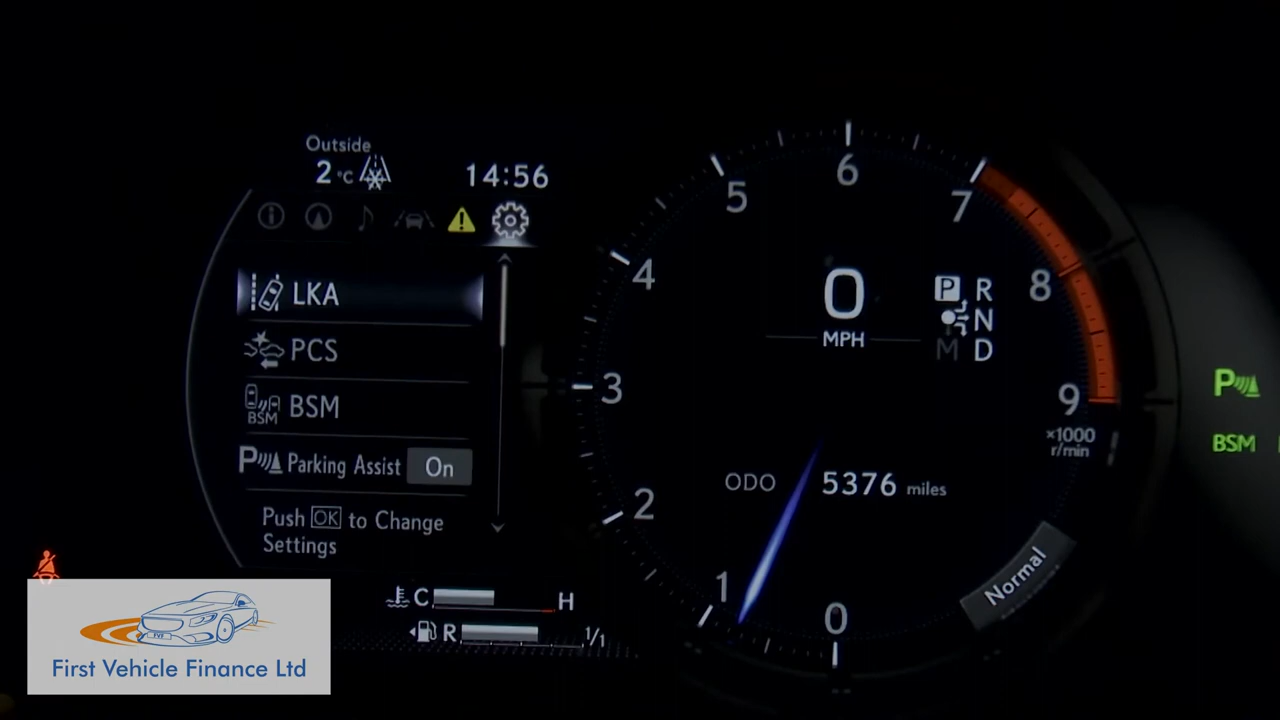 Outside
2 °C
14:56
LKA
PCS
BSM
BSM
P Parking Assist On
Push OK to Change
Settings
C H
R 1/1
0
1
2
3
4
5
6
7
8
9
x1000
r/min
0
MPH
P R
N
M D
ODO 5376 miles
Normal
P
BSM
First Vehicle Finance Ltd